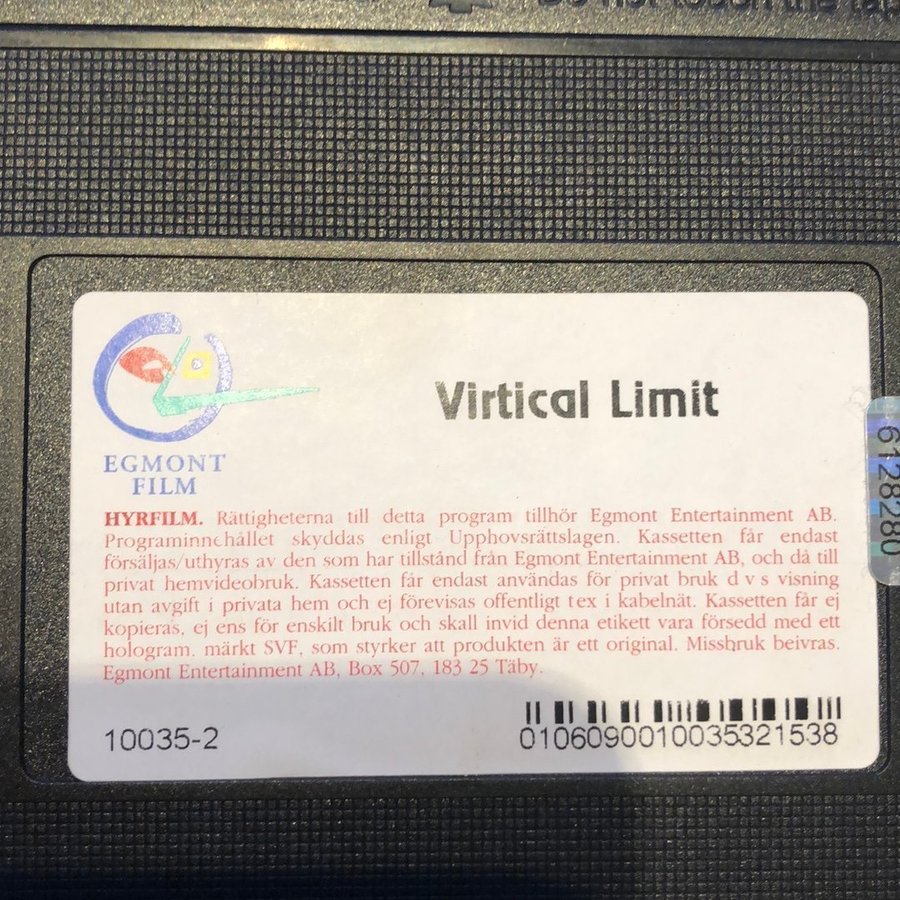 Do not touch the tap
Virtical Limit
EGMONT
FILM
HYRFILM. Rättigheterna till detta program tillhör Egmont Entertainment AB.
Programinnehållet skyddas enligt Upphovsrättslagen. Kassetten får endast
försäljas/uthyras av den som har tillstånd från Egmont Entertainment AB, och då till
privat hemvideobruk. Kassetten får endast användas för privat bruk d v s visning
utan avgift i privata hem och ej förevisas offentligt t ex i kabelnät. Kassetten får ej
kopieras, ej ens för enskilt bruk och skall invid denna etikett vara försedd med ett
hologram. märkt SVF, som styrker att produkten är ett original. Missbruk beivras.
Egmont Entertainment AB, Box 507, 183 25 Täby.
10035-2
0106090010035321538
6128280